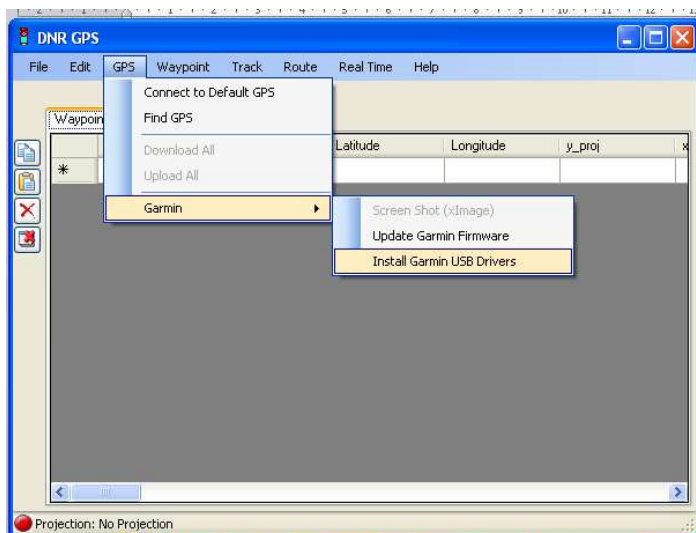 DNR GPS
File Edit GPS Waypoint Track Route Real Time Help
Connect to Default GPS
Find GPS
Download All
Upload All
Garmin
Waypoin
Latitude Longitude y_proj x
*
Screen Shot (xImage)
Update Garmin Firmware
Install Garmin USB Drivers
Projection: No Projection